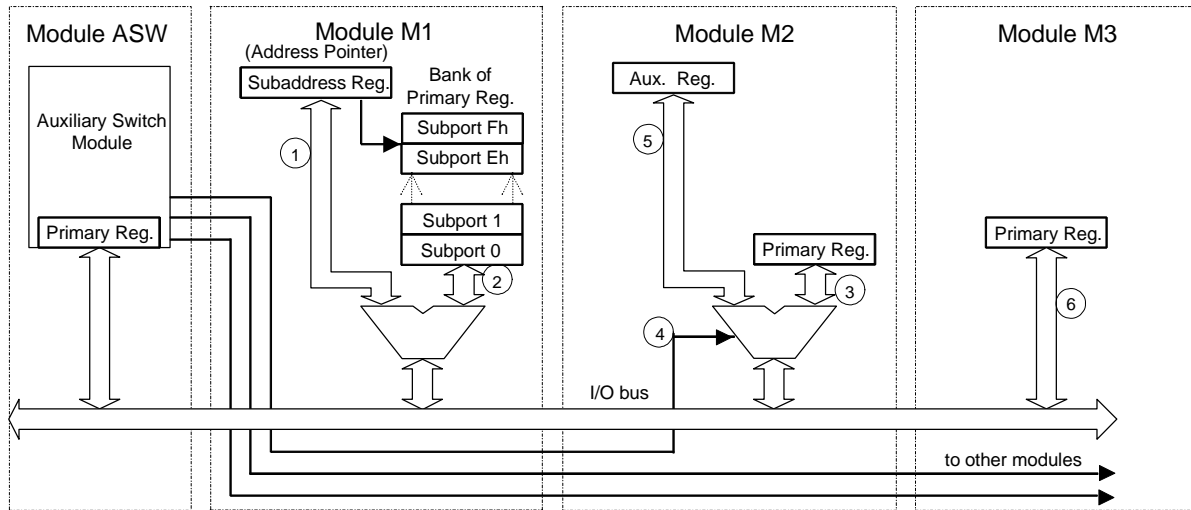 Module ASW
Auxiliary Switch
Module
Primary Reg.
Module M1
(Address Pointer)
Subaddress Reg.
Bank of
Primary Reg.
Subport Fh
Subport Eh
Subport 1
Subport 0
1
2
Module M2
Aux. Reg.
5
Primary Reg.
3
4
I/O bus
Module M3
Primary Reg.
6
to other modules